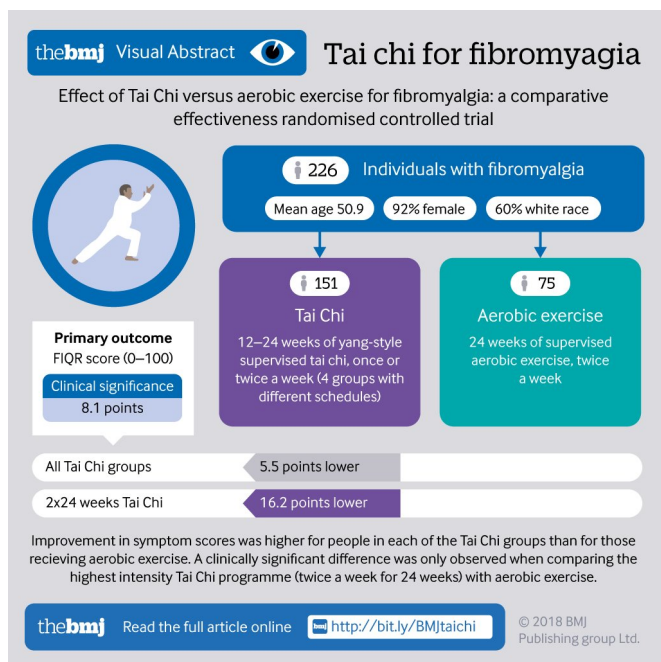 thebmj Visual Abstract
Tai chi for fibromyagia
Effect of Tai Chi versus aerobic exercise for fibromyalgia: a comparative
effectiveness randomised controlled trial
226 Individuals with fibromyalgia
Mean age 50.9 92% female 60% white race
151
Tai Chi
12–24 weeks of yang-style
supervised tai chi, once or
twice a week (4 groups with
different schedules)
75
Aerobic exercise
24 weeks of supervised
aerobic exercise, twice
a week
Primary outcome
FIQR score (0–100)
Clinical significance
8.1 points
All Tai Chi groups 5.5 points lower
2x24 weeks Tai Chi 16.2 points lower
Improvement in symptom scores was higher for people in each of the Tai Chi groups than for those
recieving aerobic exercise. A clinically significant difference was only observed when comparing the
highest intensity Tai Chi programme (twice a week for 24 weeks) with aerobic exercise.
thebmj Read the full article online bmj http://bit.ly/BMJtaichi
© 2018 BMJ
Publishing group Ltd.